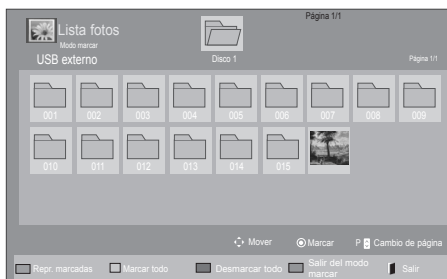 Página 1/1
Lista fotos
Modo marcar
USB externo
Disco 1
Página 1/1
001 002 003 004 005 006 007 008 009
010 011 012 013 014 015
Mover Marcar P Cambio de página
Repr. marcadas Marcar todo Desmarcar todo Salir del modo marcar Salir